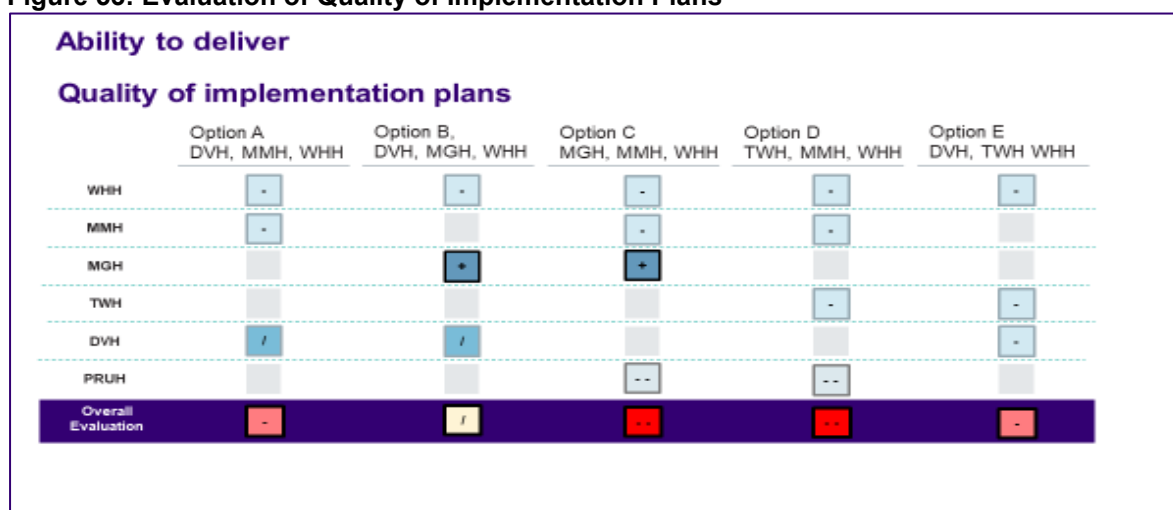 Figure 33: Evaluation of Quality of Implementation Plans
Ability to deliver
Quality of implementation plans
Option A Option B, Option C Option D Option E
DVH, MMH, WHH DVH, MGH, WHH MGH, MMH, WHH TWH, MMH, WHH DVH, TWH WHH
WHH - - - - -
MMH - - -
MGH + +
TWH - -
DVH / / -
PRUH - - - -
Overall
Evaluation - / - - - - -